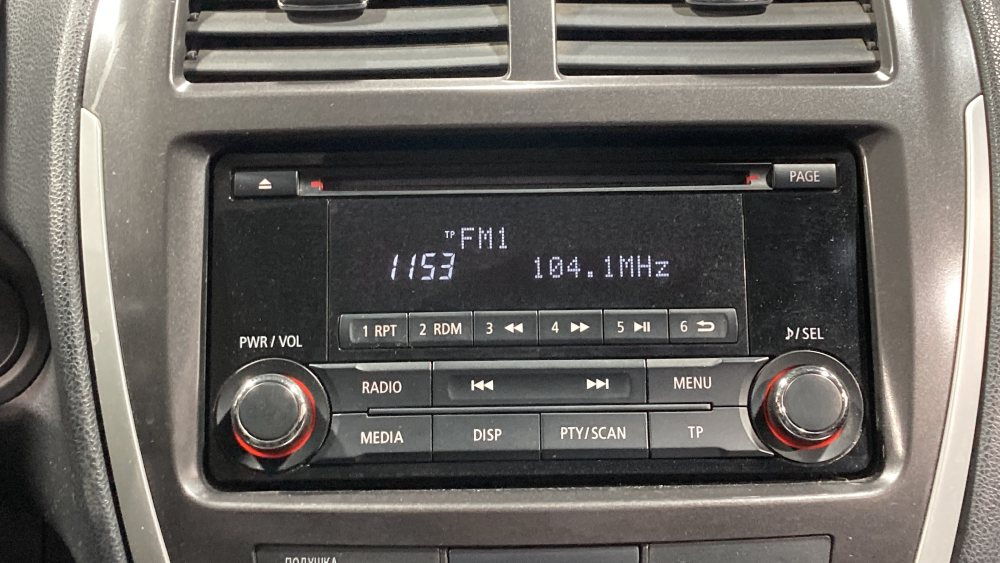 PAGE
TP FM1
1153 104.1MHz
1 RPT 2 RDM 3 4 5 6
PWR / VOL
/SEL
RADIO MENU
MEDIA DISP PTY/SCAN TP
ПОДУШКА